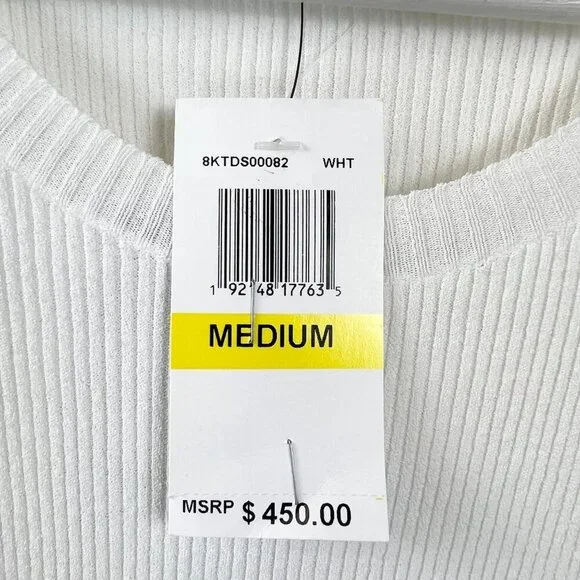 8KTDS00082 WHT
1 92 48 17763 5
MEDIUM
MSRP $ 450.00